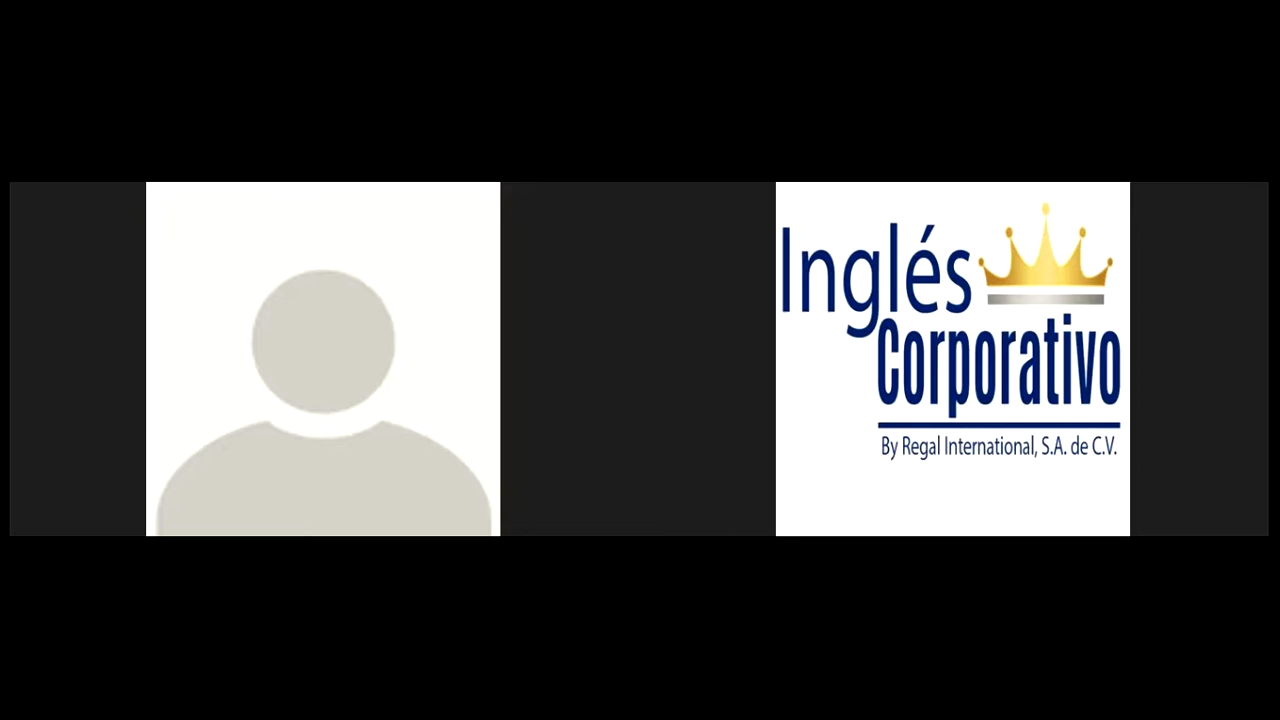 Inglés
Corporativo
By Regal International, S.A. de C.V.